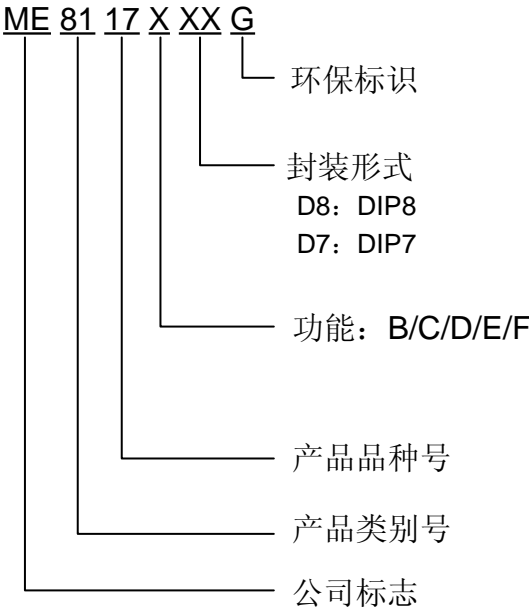 ME 81 17 X XX G
环保标识
封装形式
D8：DIP8
D7：DIP7
功能：B/C/D/E/F
产品品种号
产品类别号
公司标志